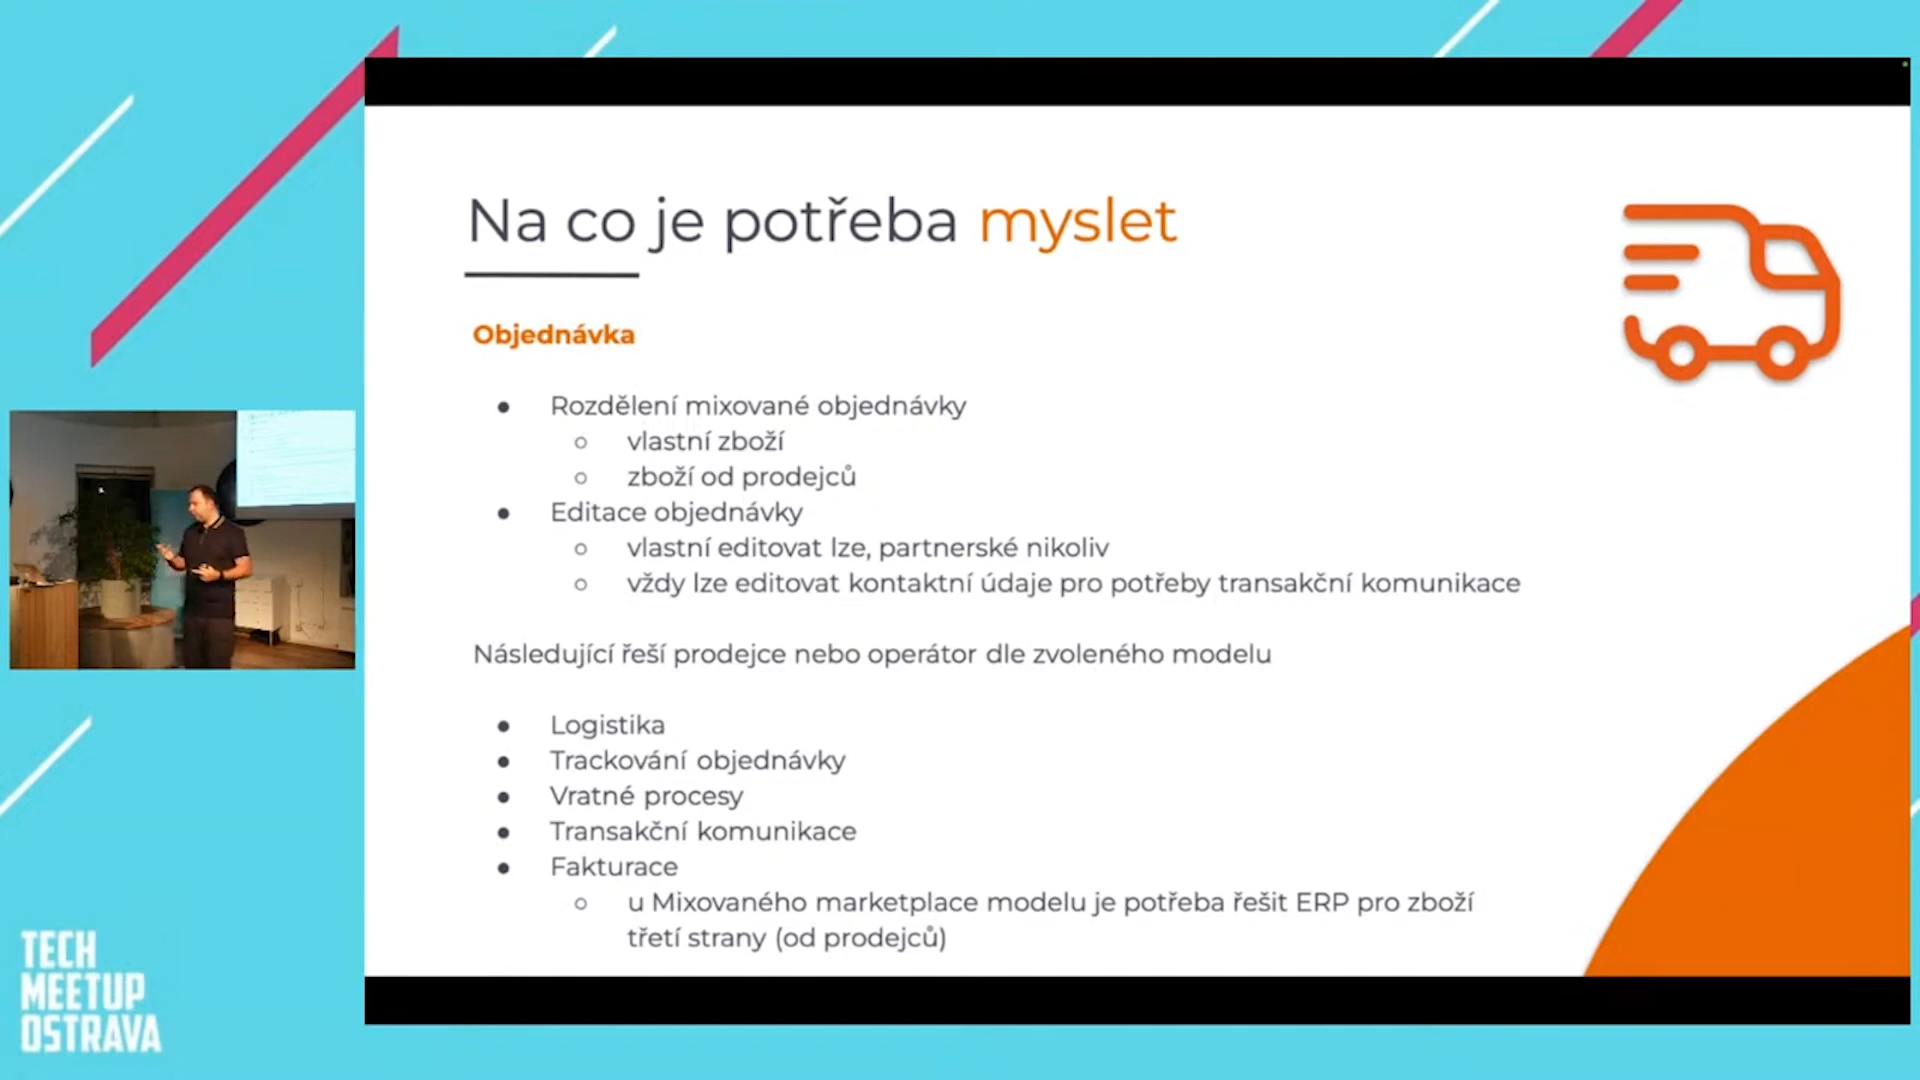 Na co je potřeba myslet
Objednávka
● Rozdělení mixované objednávky
○ vlastní zboží
○ zboží od prodejců
● Editace objednávky
○ vlastní editovat lze, partnerské nikoliv
○ vždy lze editovat kontaktní údaje pro potřeby transakční komunikace
Následující řeší prodejce nebo operátor dle zvoleného modelu
● Logistika
● Trackování objednávky
● Vratné procesy
● Transakční komunikace
● Fakturace
○ u Mixovaného marketplace modelu je potřeba řešit ERP pro zboží
třetí strany (od prodejců)
TECH
MEETUP
OSTRAVA